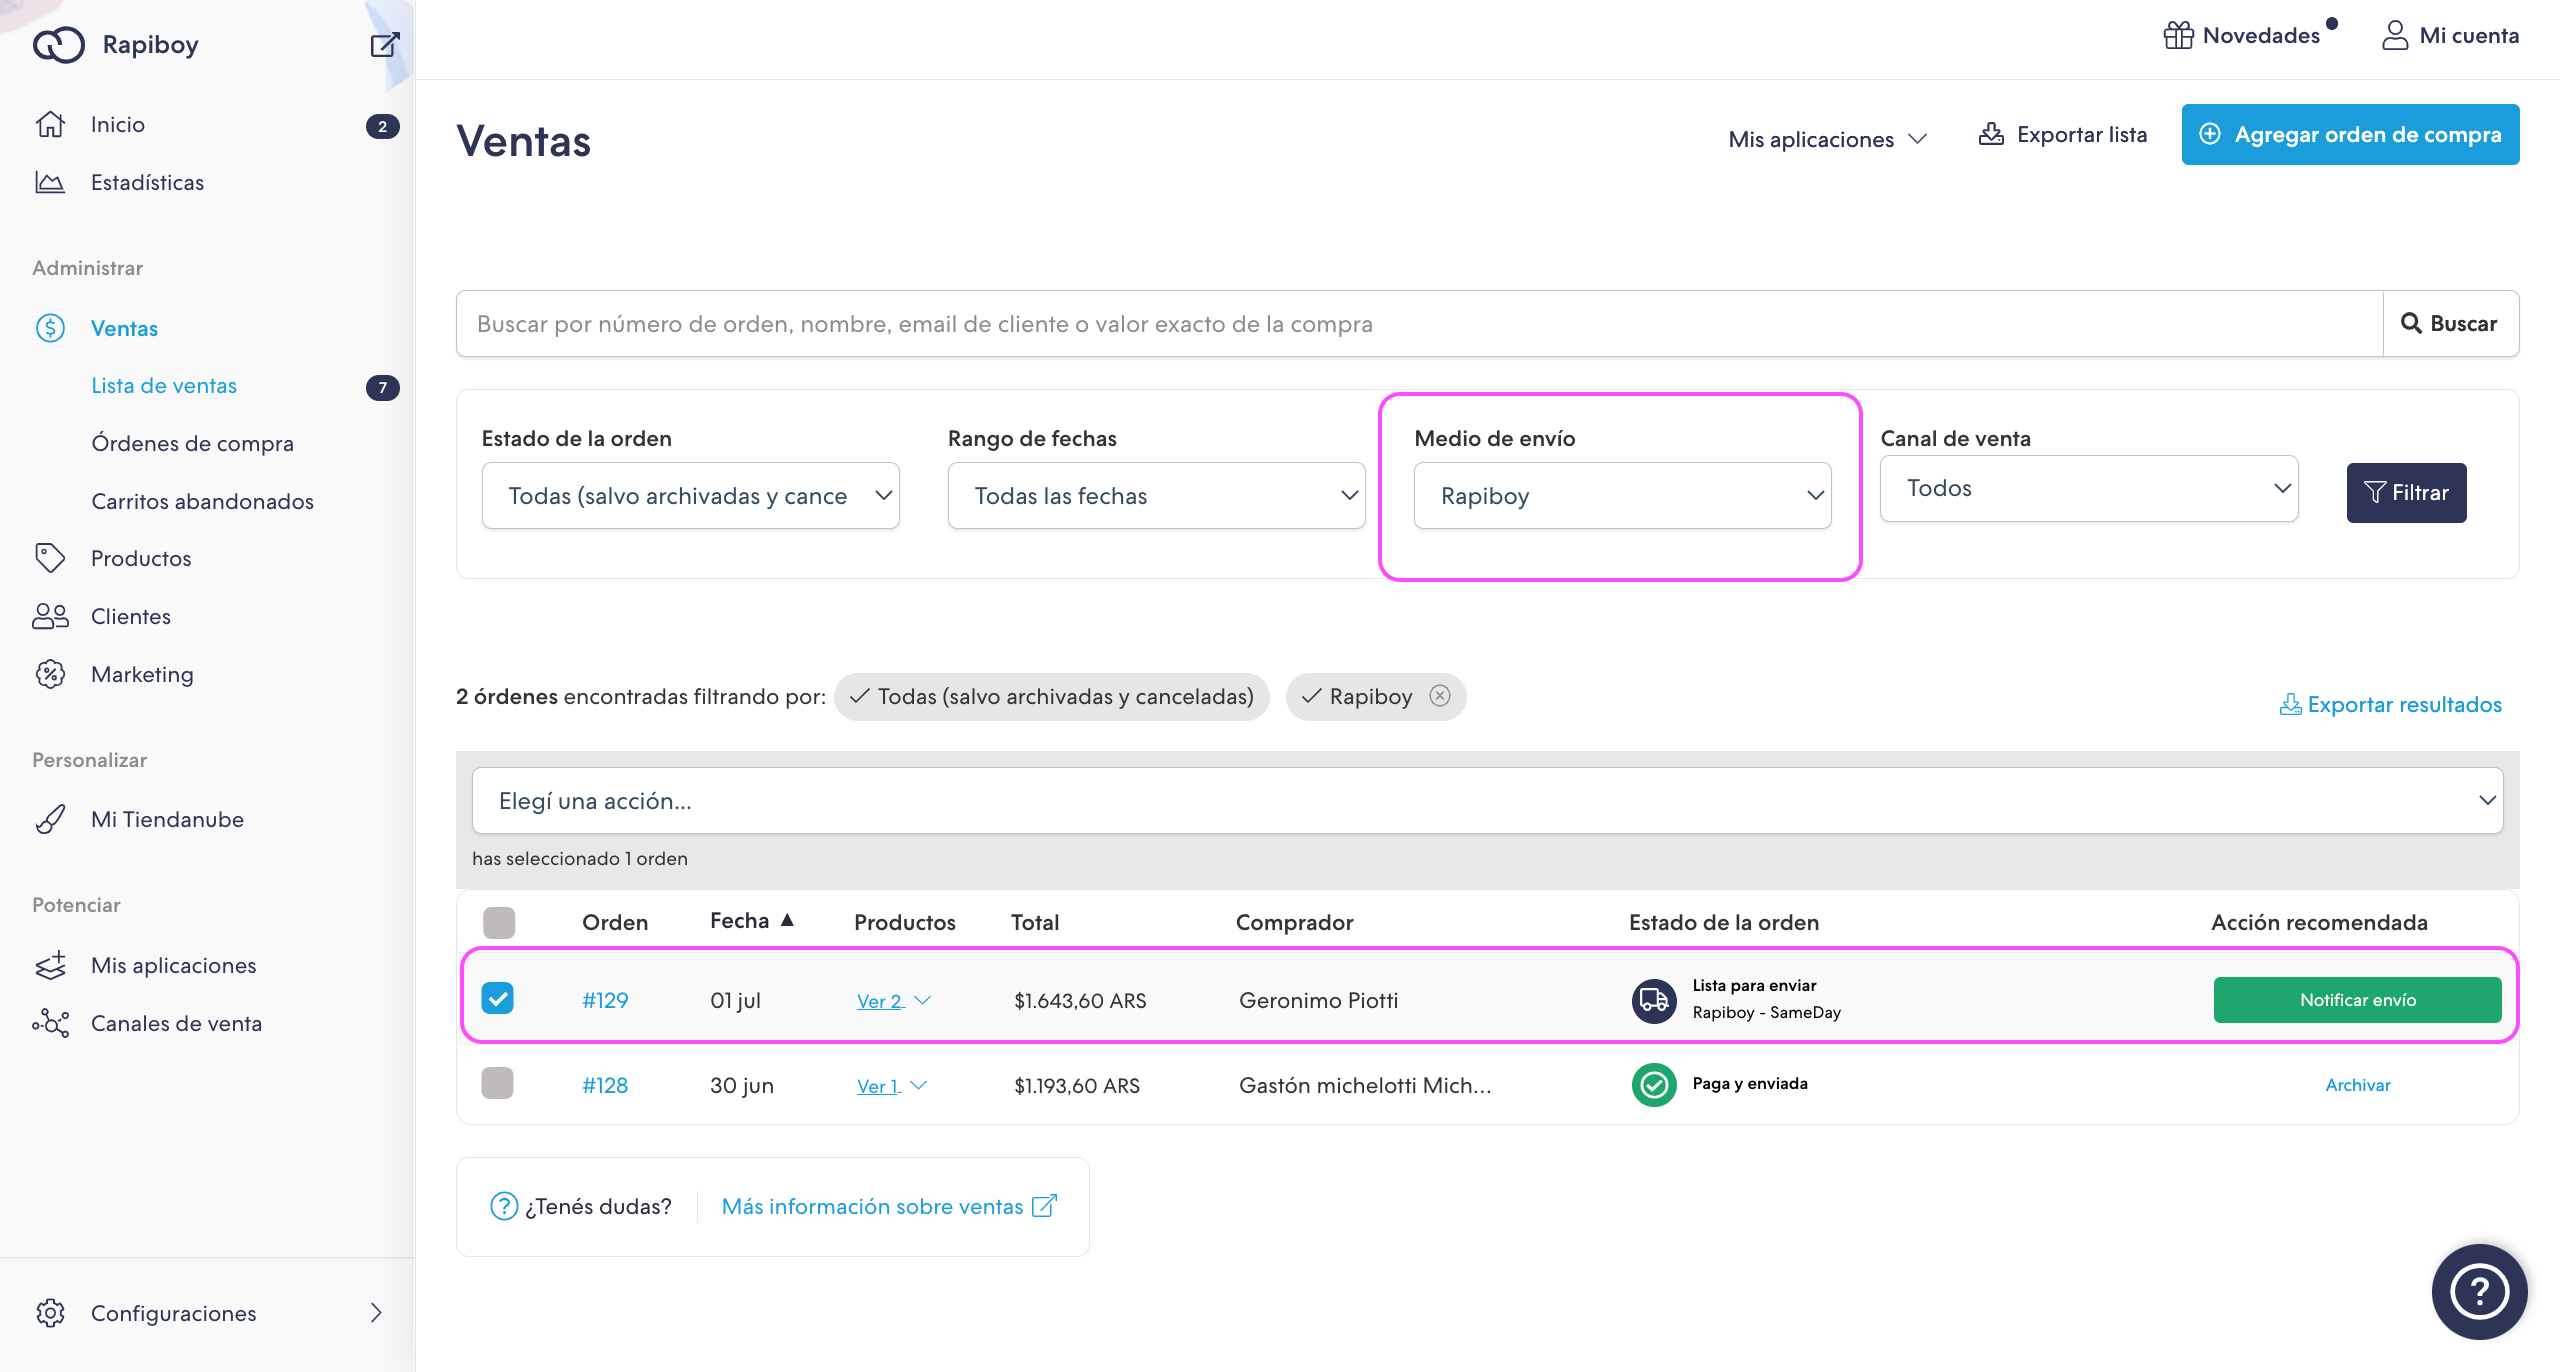 Rapiboy
Novedades
Mi cuenta
Inicio
2
Estadísticas
Administrar
Ventas
Lista de ventas
7
Órdenes de compra
Carritos abandonados
Productos
Clientes
Marketing
Personalizar
Mi Tiendanube
Potenciar
Mis aplicaciones
Canales de venta
Configuraciones
Ventas
Mis aplicaciones
Exportar lista
Agregar orden de compra
Buscar por número de orden, nombre, email de cliente o valor exacto de la compra
Buscar
Estado de la orden
Todas (salvo archivadas y cance
Rango de fechas
Todas las fechas
Medio de envío
Rapiboy
Canal de venta
Todos
Filtrar
2 órdenes encontradas filtrando por: Todas (salvo archivadas y canceladas) Rapiboy
Exportar resultados
Elegí una acción...
has seleccionado 1 orden
Orden Fecha ▲ Productos Total Comprador Estado de la orden Acción recomendada
#129 01 jul Ver 2 $1.643,60 ARS Geronimo Piotti Lista para enviar
Rapiboy - SameDay
Notificar envío
#128 30 jun Ver 1 $1.193,60 ARS Gastón michelotti Mich... Paga y enviada Archivar
¿Tenés dudas? Más información sobre ventas